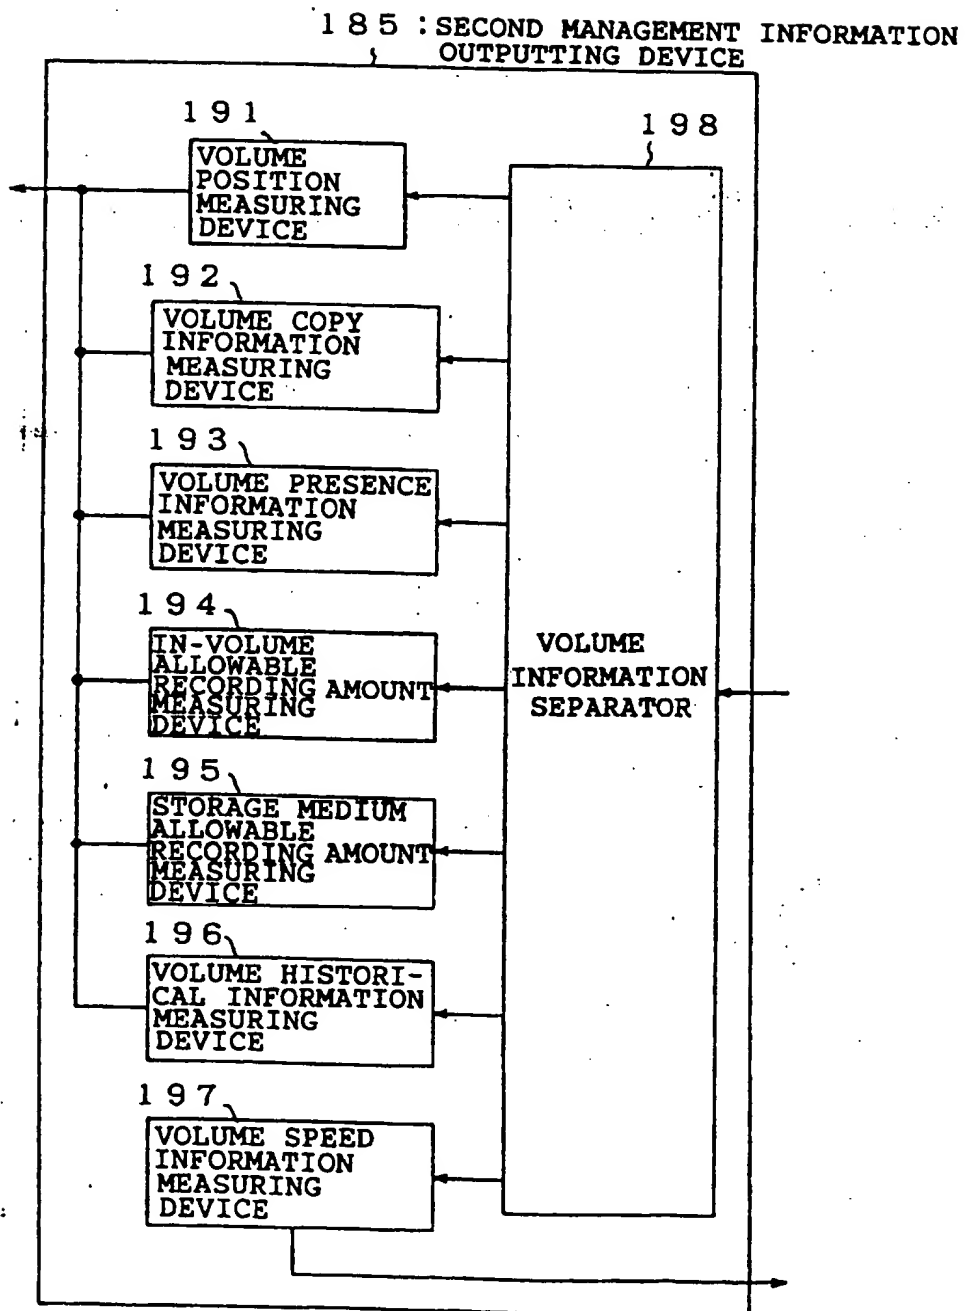 185 : SECOND MANAGEMENT INFORMATION
OUTPUTTING DEVICE
191
VOLUME
POSITION
MEASURING
DEVICE
198
192
VOLUME COPY
INFORMATION
MEASURING
DEVICE
193
VOLUME PRESENCE
INFORMATION
MEASURING
DEVICE
194
IN-VOLUME
ALLOWABLE
RECORDING AMOUNT
MEASURING
DEVICE
VOLUME
INFORMATION
SEPARATOR
195
STORAGE MEDIUM
ALLOWABLE
RECORDING AMOUNT
MEASURING
DEVICE
196
VOLUME HISTORI-
CAL INFORMATION
MEASURING
DEVICE
197
VOLUME SPEED
INFORMATION
MEASURING
DEVICE